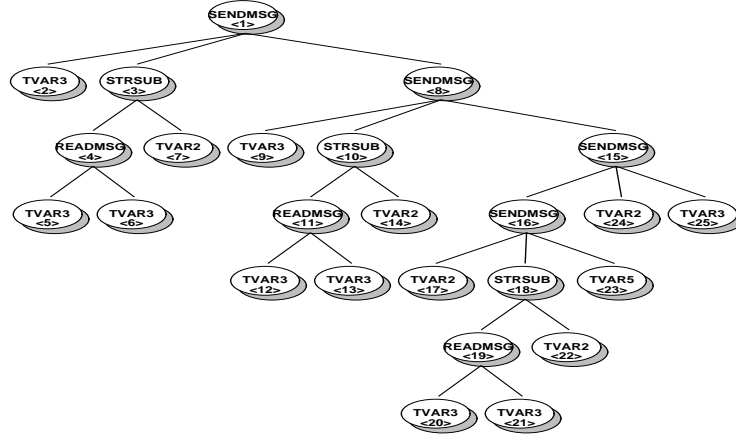 SENDMSG
<1>
TVAR3
<2>
STRSUB
<3>
SENDMSG
<8>
READMSG
<4>
TVAR2
<7>
TVAR3
<9>
STRSUB
<10>
SENDMSG
<15>
TVAR3
<5>
TVAR3
<6>
READMSG
<11>
TVAR2
<14>
SENDMSG
<16>
TVAR2
<24>
TVAR3
<25>
TVAR3
<12>
TVAR3
<13>
TVAR2
<17>
STRSUB
<18>
TVAR5
<23>
READMSG
<19>
TVAR2
<22>
TVAR3
<20>
TVAR3
<21>